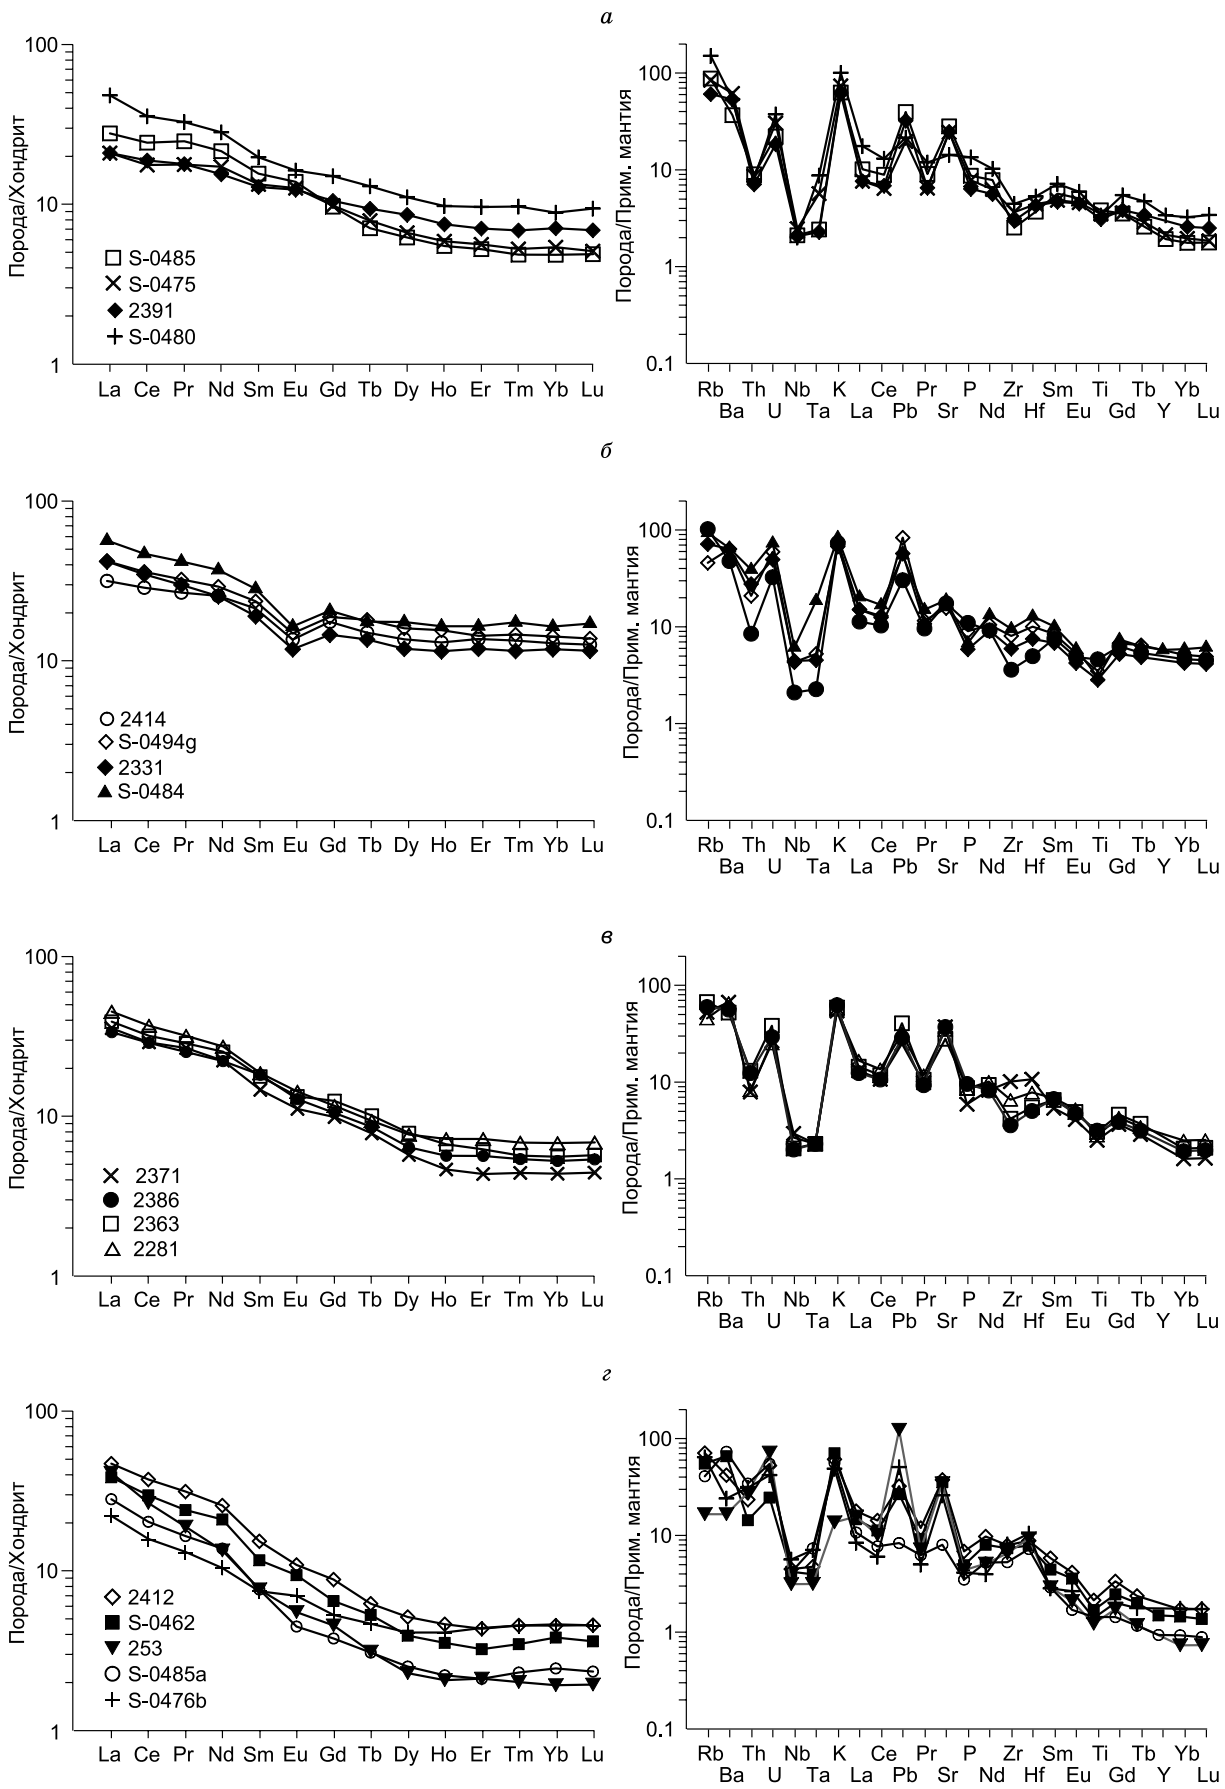 а
Порода/Хондрит
100
10
1
S-0485
S-0475
2391
S-0480
La Ce Pr Nd Sm Eu Gd Tb Dy Ho Er Tm Yb Lu
Порода/Прим. мантия
100
10
1
0.1
Rb Th Nb K Ce Pr P Zr Sm Ti Tb Yb
Ba U Ta La Pb Sr Nd Hf Eu Gd Y Lu
б
Порода/Хондрит
100
10
1
2414
S-0494g
2331
S-0484
La Ce Pr Nd Sm Eu Gd Tb Dy Ho Er Tm Yb Lu
Порода/Прим. мантия
100
10
1
0.1
Rb Th Nb K Ce Pr P Zr Sm Ti Tb Yb
Ba U Ta La Pb Sr Nd Hf Eu Gd Y Lu
в
Порода/Хондрит
100
10
1
2371
2386
2363
2281
La Ce Pr Nd Sm Eu Gd Tb Dy Ho Er Tm Yb Lu
Порода/Прим. мантия
100
10
1
0.1
Rb Th Nb K Ce Pr P Zr Sm Ti Tb Yb
Ba U Ta La Pb Sr Nd Hf Eu Gd Y Lu
г
Порода/Хондрит
100
10
1
2412
S-0462
253
S-0485a
S-0476b
La Ce Pr Nd Sm Eu Gd Tb Dy Ho Er Tm Yb Lu
Порода/Прим. мантия
100
10
1
0.1
Rb Th Nb K Ce Pr P Zr Sm Ti Tb Yb
Ba U Ta La Pb Sr Nd Hf Eu Gd Y Lu